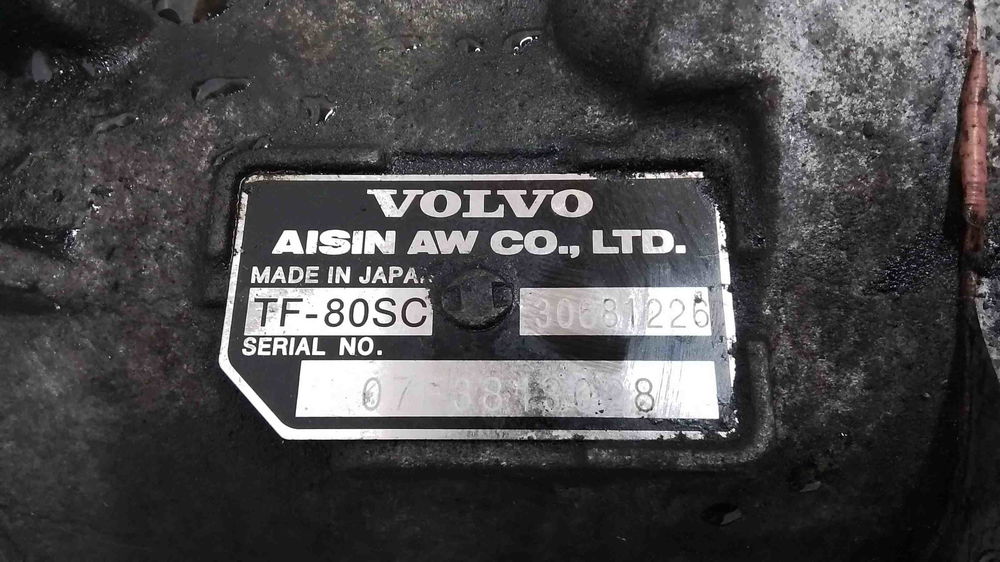 VOLVO
AISIN AW CO., LTD.
MADE IN JAPAN
TF-80SC 30681226
SERIAL NO.